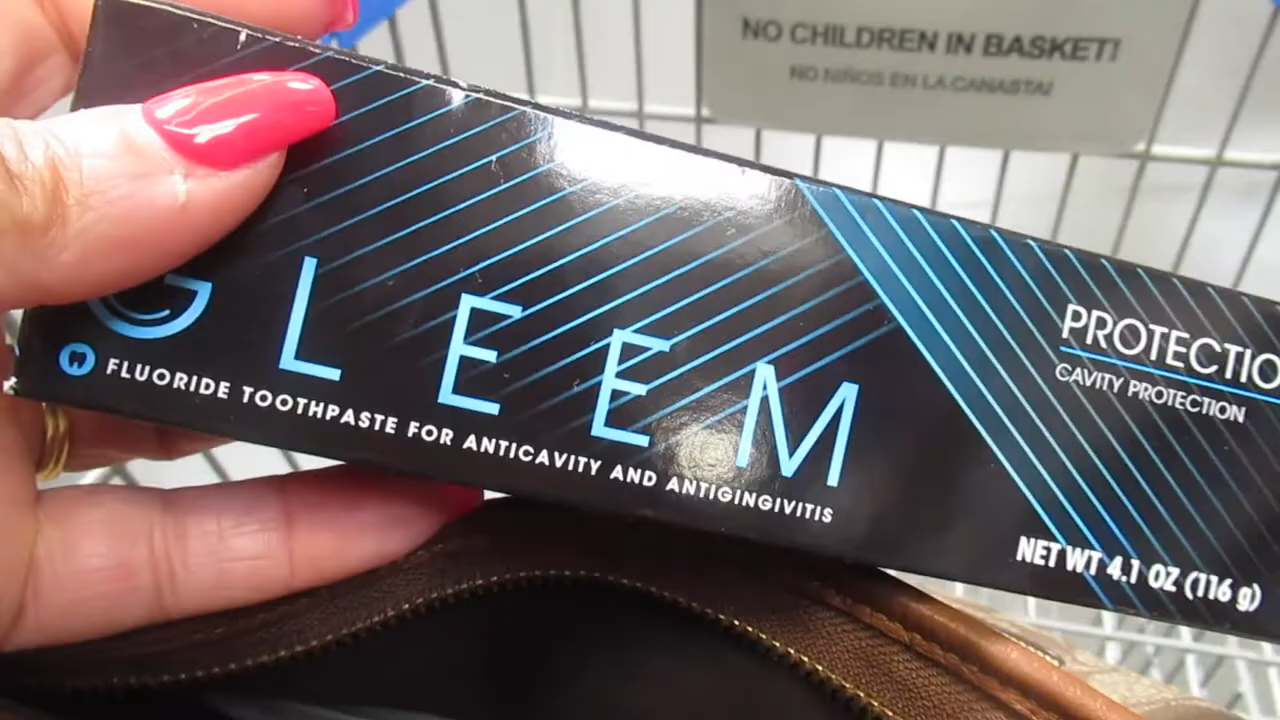 NO CHILDREN IN BASKET!
NO NIÑOS EN LA CANASTA!
GLEEM
FLUORIDE TOOTHPASTE FOR ANTICAVITY AND ANTIGINGIVITIS
PROTECTIO
CAVITY PROTECTION
NET WT 4.1 OZ (116 g)